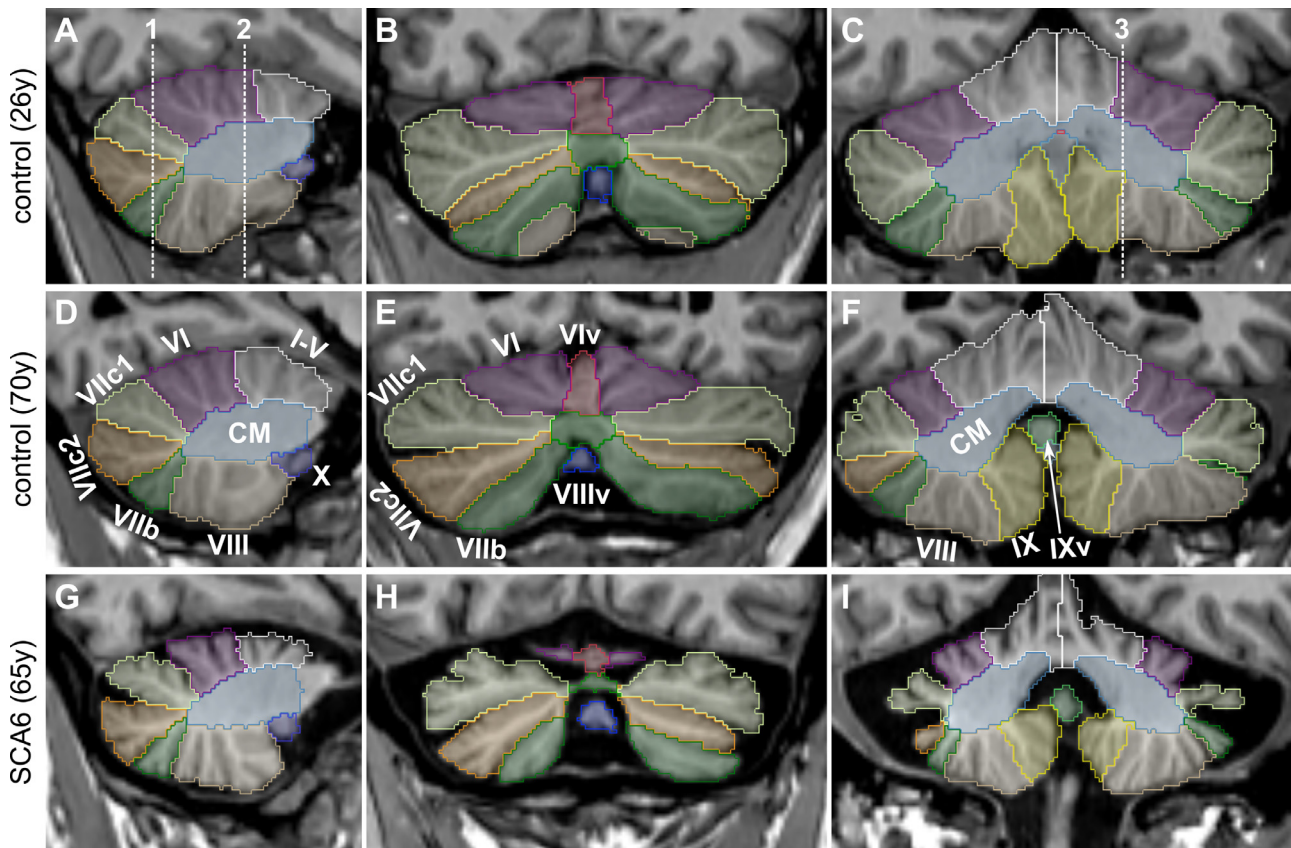 control (26y)
A
1
2
B
C
3
control (70y)
D
VI
I-V
VIIc1
CM
VIIc2
X
VIIb
VIII
E
VI
VIv
VIIc1
VIIc2
VIIIv
VIIb
F
CM
VIII
IX
IXv
SCA6 (65y)
G
H
I